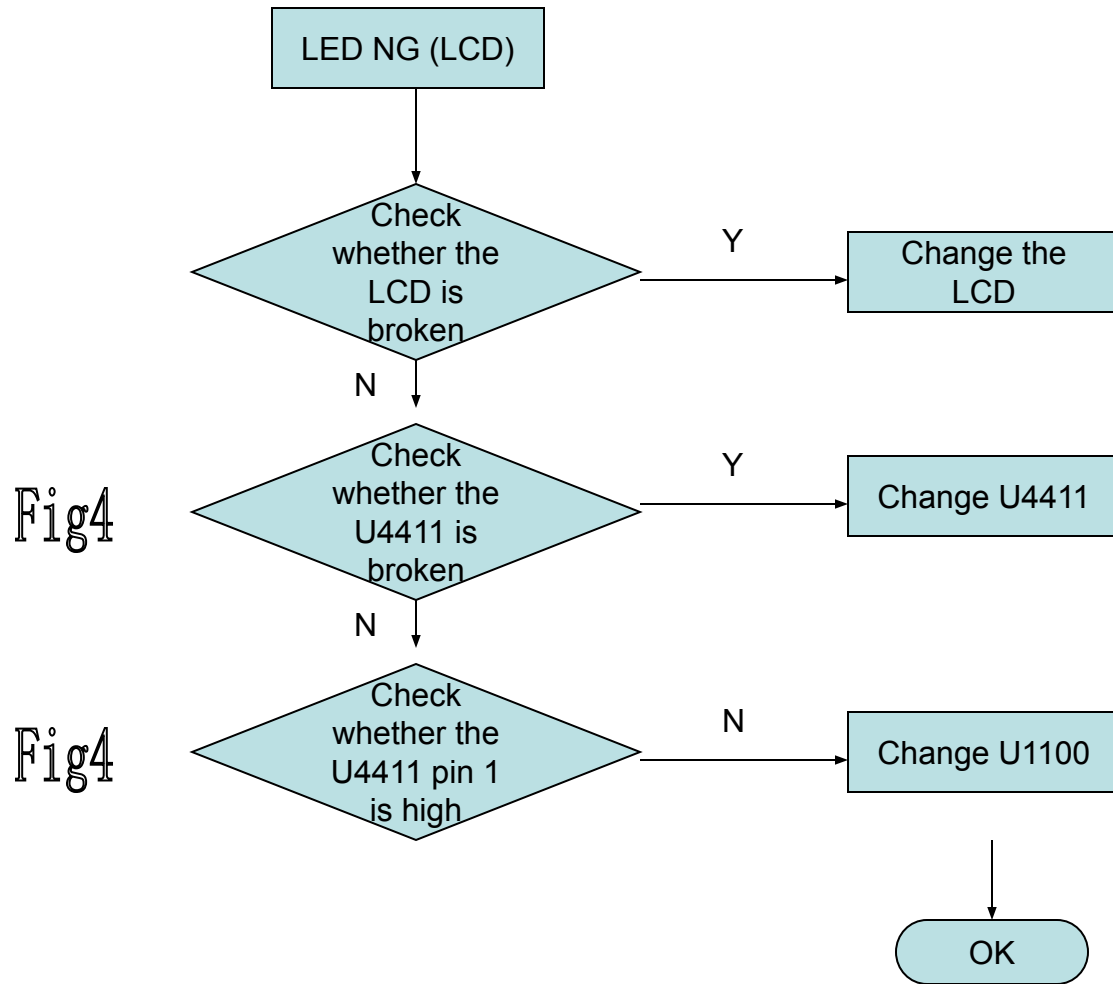 LED NG (LCD)
Check
whether the
LCD is
broken
Y
Change the
LCD
N
Fig4
Check
whether the
U4411 is
broken
Y
Change U4411
N
Fig4
Check
whether the
U4411 pin 1
is high
N
Change U1100
OK